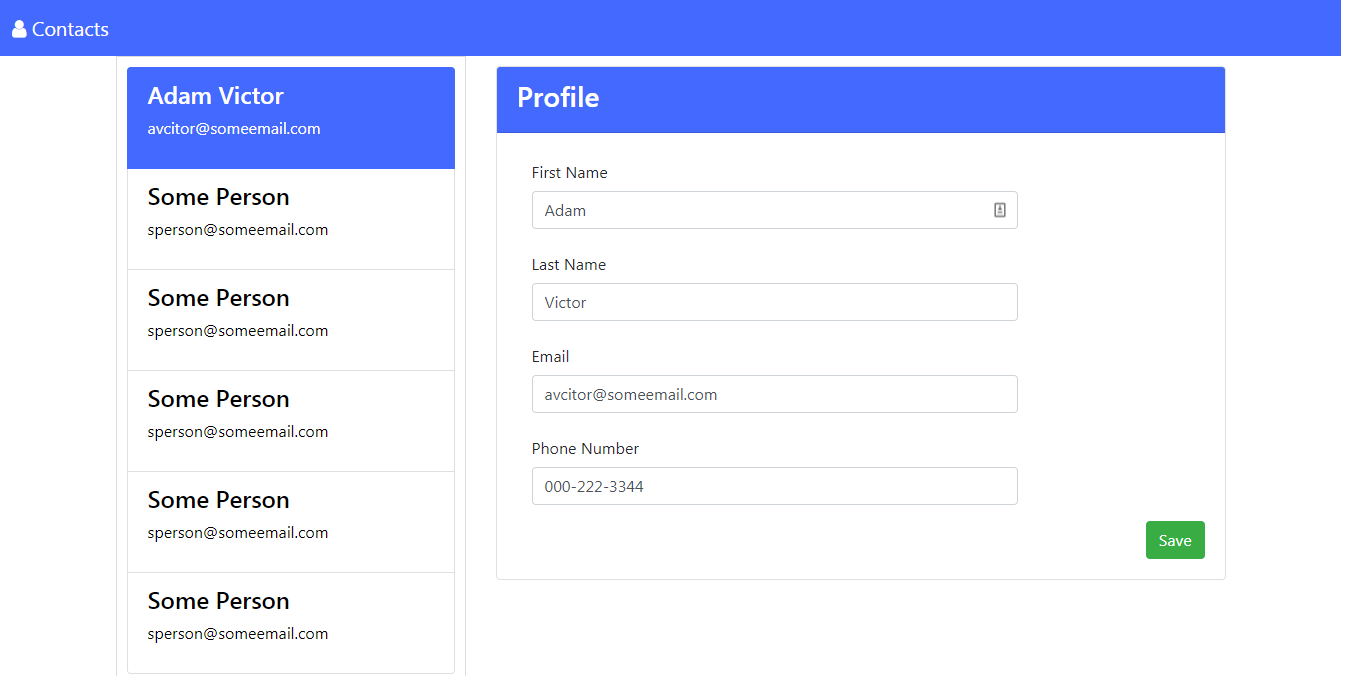 Contacts
Adam Victor
avcitor@someemail.com
Some Person
sperson@someemail.com
Some Person
sperson@someemail.com
Some Person
sperson@someemail.com
Some Person
sperson@someemail.com
Some Person
sperson@someemail.com
Profile
First Name
Adam
Last Name
Victor
Email
avcitor@someemail.com
Phone Number
000-222-3344
Save